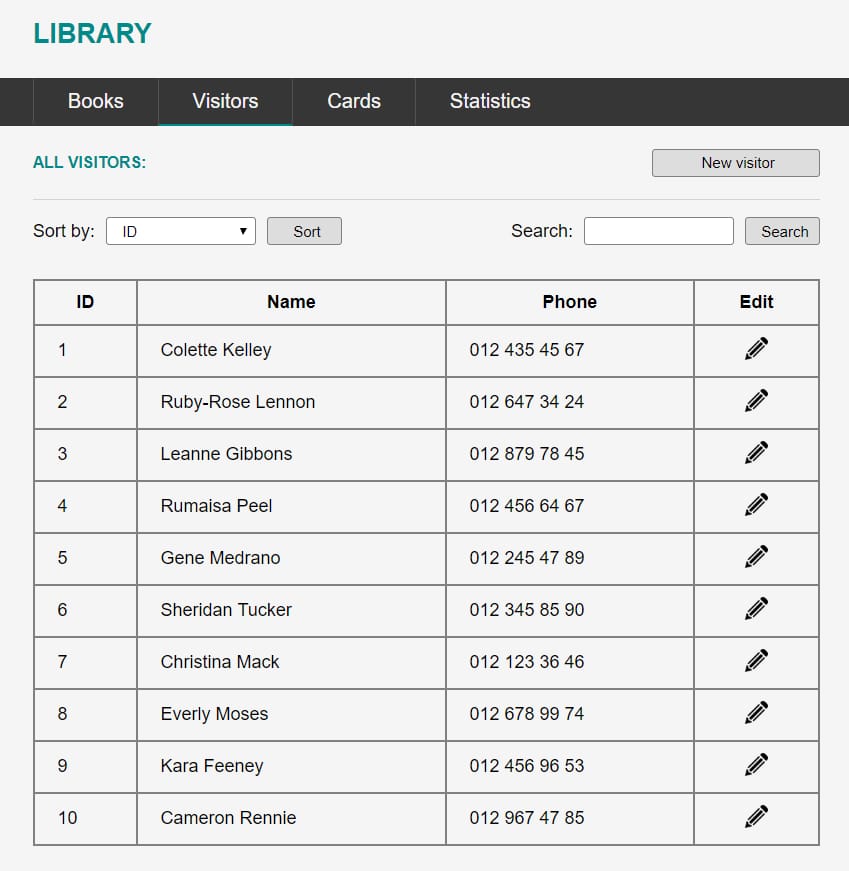 LIBRARY
Books Visitors Cards Statistics
ALL VISITORS: New visitor
Sort by: ID Sort Search: Search
ID Name Phone Edit
1 Colette Kelley 012 435 45 67
2 Ruby-Rose Lennon 012 647 34 24
3 Leanne Gibbons 012 879 78 45
4 Rumaisa Peel 012 456 64 67
5 Gene Medrano 012 245 47 89
6 Sheridan Tucker 012 345 85 90
7 Christina Mack 012 123 36 46
8 Everly Moses 012 678 99 74
9 Kara Feeney 012 456 96 53
10 Cameron Rennie 012 967 47 85